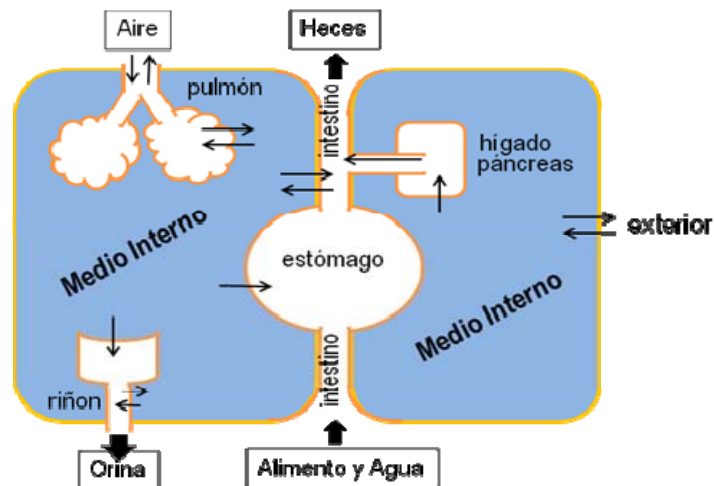 Aire
Heces
pulmón
intestino
hígado
páncreas
Medio Interno
exterior
estómago
Medio Interno
intestino
riñon
Orina
Alimento y Agua